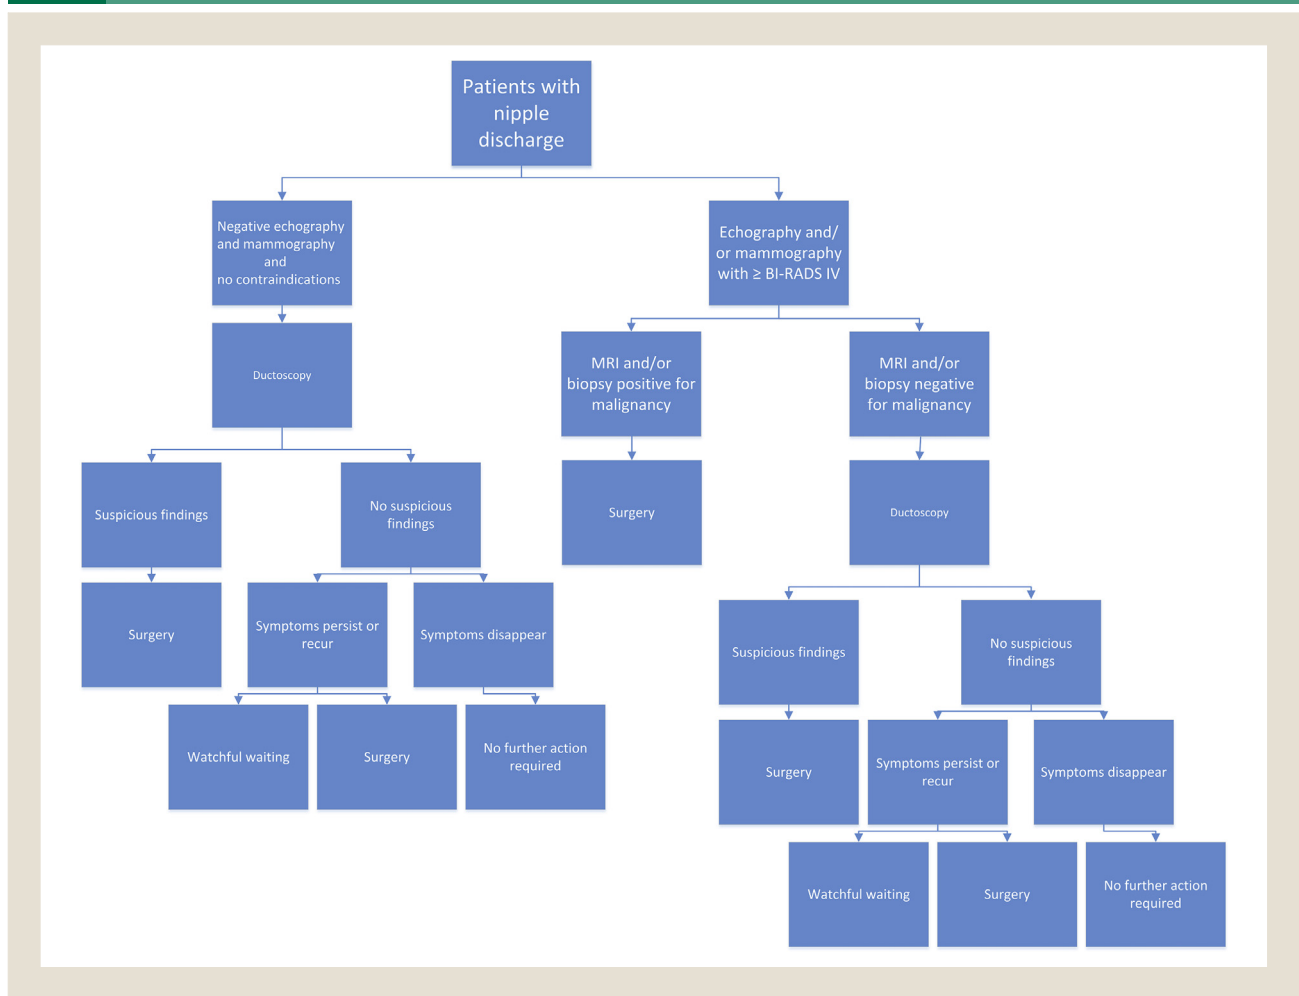 Patients with
nipple
discharge
Negative echography
and mammography
and
no contraindications
Echography and/
or mammography
with ≥ BI-RADS IV
Ductoscopy
MRI and/or
biopsy positive for
malignancy
MRI and/or
biopsy negative
for malignancy
Suspicious findings
No suspicious
findings
Surgery
Ductoscopy
Surgery
Symptoms persist or
recur
Symptoms disappear
Suspicious findings
No suspicious
findings
Watchful waiting
Surgery
No further action
required
Surgery
Symptoms persist or
recur
Symptoms disappear
Watchful waiting
Surgery
No further action
required